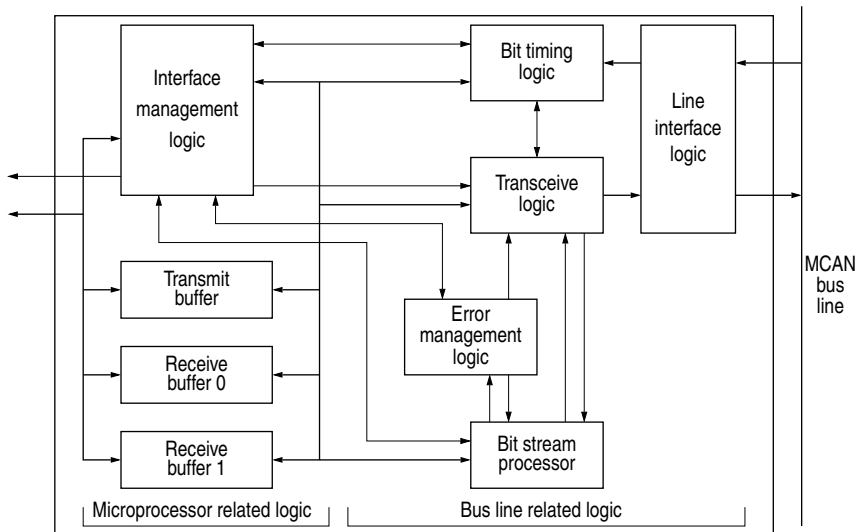 Interface
management
logic
Bit timing
logic
Line
interface
logic
Transceive
logic
MCAN
bus
line
Transmit
buffer
Error
management
logic
Receive
buffer 0
Receive
buffer 1
Bit stream
processor
Microprocessor related logic
Bus line related logic